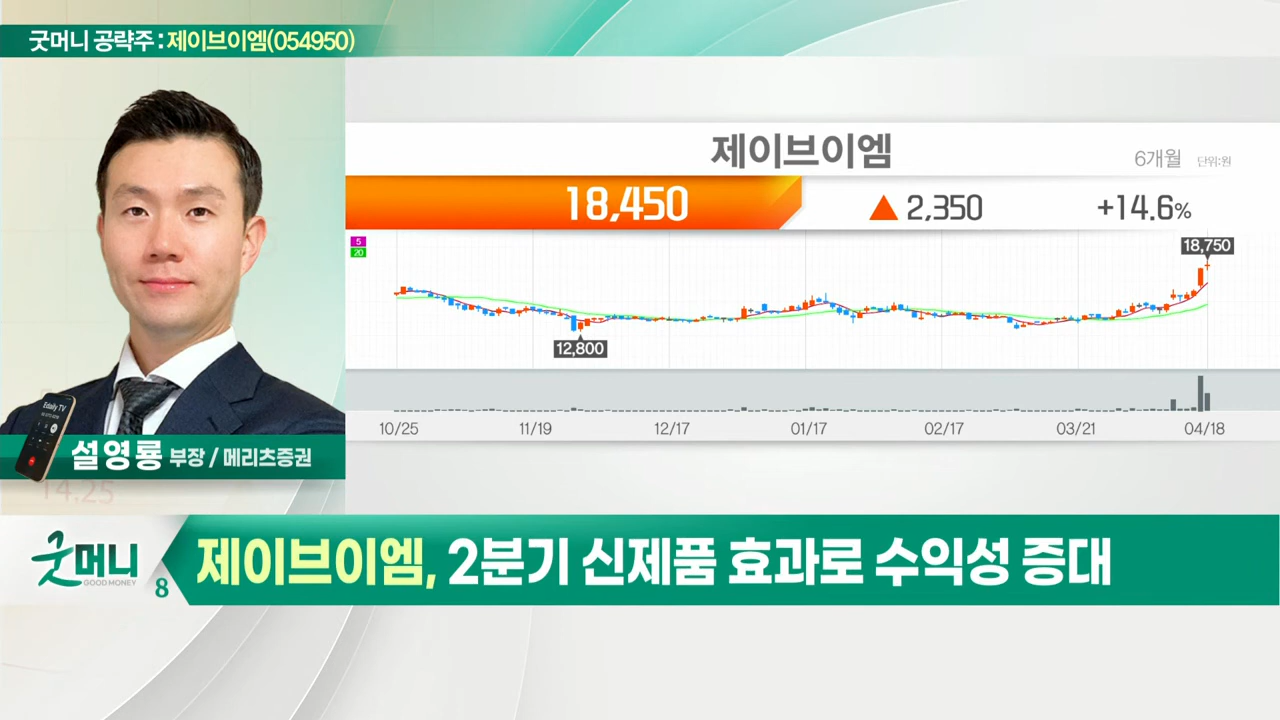 굿머니 공략주 : 제이브이엠(054950)
제이브이엠
6개월 단위:원
18,450 ▲ 2,350 +14.6%
5
20
18,750
12,800
10/25 11/19 12/17 01/17 02/17 03/21 04/18
Edaily TV
설영룡 부장 / 메리츠증권
14.25
굿머니
GOOD MONEY
8
제이브이엠, 2분기 신제품 효과로 수익성 증대